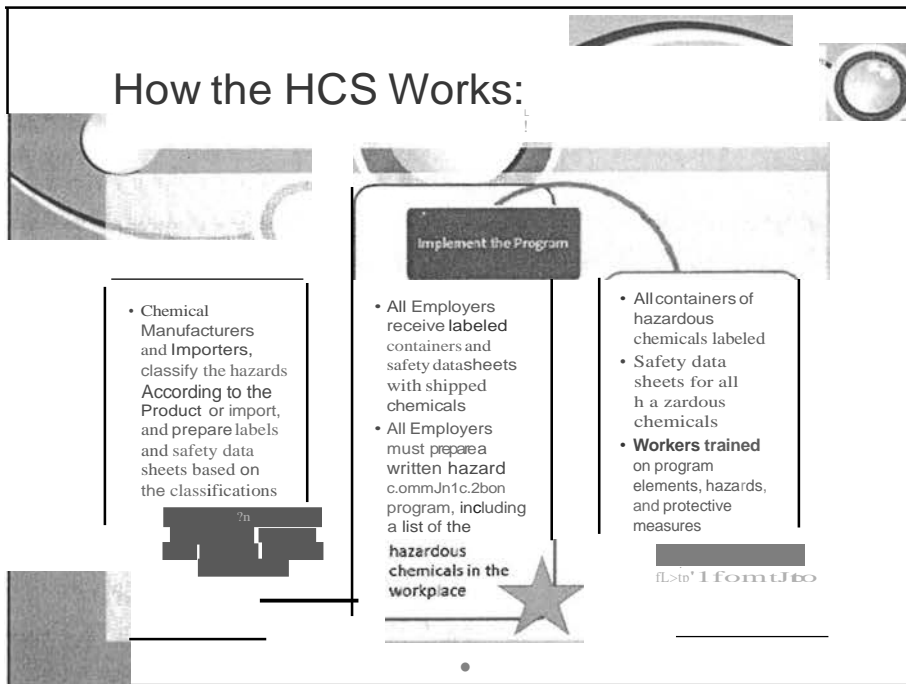 How the HCS Works:
Implement the Program
• Chemical
Manufacturers
and Importers,
classify the hazards
According to the
Product or import,
and prepare labels
and safety data
sheets based on
the classifications
?n
• All Employers
receive labeled
containers and
safety datasheets
with shipped
chemicals
• All Employers
must preparea
written hazard
c.ommJn1c.2bon
program, including
a list of the
hazardous
chemicals in the
workplace
• Allcontainers of
hazardous
chemicals labeled
• Safety data
sheets for all
h a zardous
chemicals
• Workers trained
on program
elements, hazards,
and protective
measures